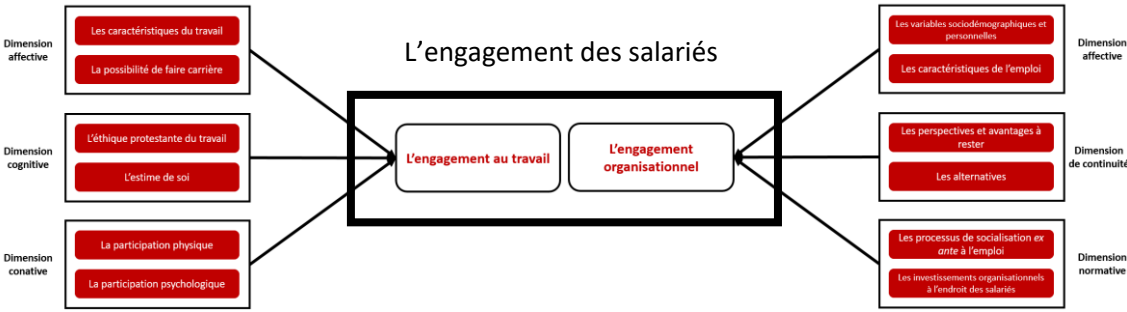 L'engagement des salariés
Dimension
affective
Les caractéristiques du travail
La possibilité de faire carrière
Dimension
cognitive
L'éthique protestante du travail
L'estime de soi
Dimension
conative
La participation physique
La participation psychologique
L'engagement au travail
L'engagement
organisationnel
Les variables sociodémographiques et
personnelles
Les caractéristiques de l'emploi
Dimension
affective
Les perspectives et avantages à
rester
Les alternatives
Dimension
de continuité
Les processus de socialisation ex
ante à l'emploi
Les investissements organisationnels
à l'endroit des salariés
Dimension
normative